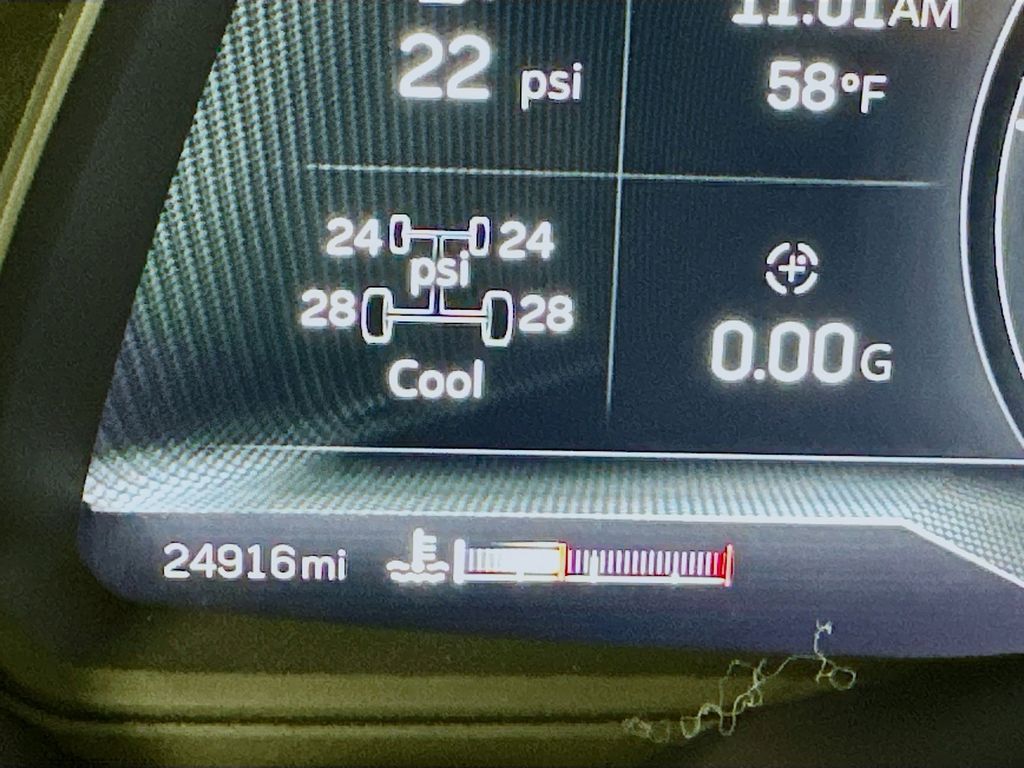 11:01AM
22 psi
58°F
24 24
psi
28 28
Cool
0.00G
24916mi